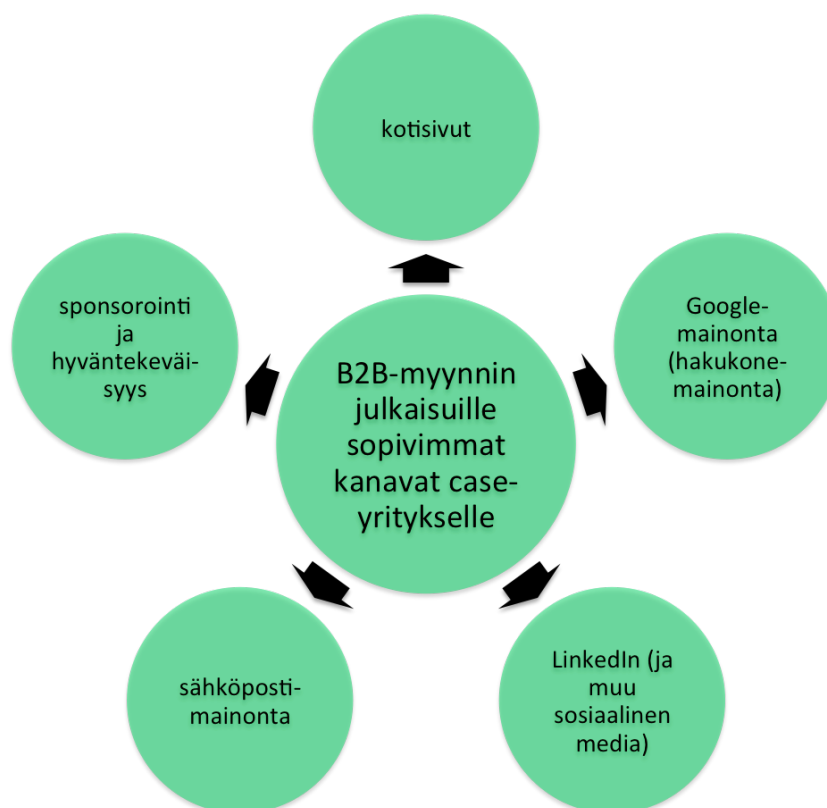 kotisivut
Google-
mainonta
(hakukone-
mainonta)
LinkedIn (ja
muu
sosiaalinen
media)
sähköposti-
mainonta
sponsorointi
ja
hyväntekeväi-
syys
B2B-myynnin
julkaisuille
sopivimmat
kanavat case-
yritykselle